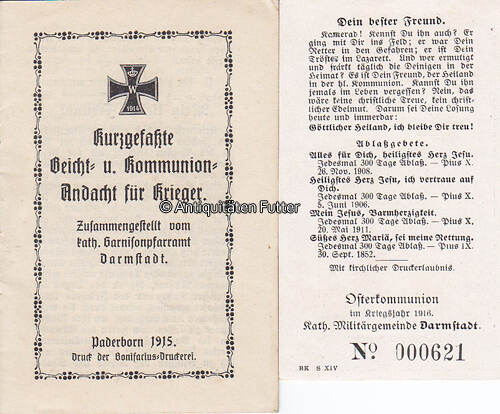 W
1914
Kurzgefaßte
Beicht- u. Kommunion-
Andacht für Krieger.
Zusammengestellt vom
kath. Garnisonpfarramt
Darmstadt.
Paderborn 1915.
Druck der Bonifacius-Druckerei.
© Antiquitäten Futter
Dein bester Freund.
Kamerad! Kennst Du ihn auch? Er
ging mit Dir ins Feld; er war Dein
Retter in den Gefahren; er ist Dein
Tröster im Lazarett. Und wer ermutigt
und stärkt täglich die Deinigen in der
Heimat? Es ist Dein Freund, der Heiland
in der hl. Kommunion. Kannst Du ihn
jemals im Leben vergessen? Nein, das
wäre keine christliche Treue, kein christ-
licher Edelmut. Darum sei Deine Losung
heute und immerdar:
Göttlicher Heiland, ich bleibe Dir treu!
Ablaßgebete.
Alles für Dich, heiligstes Herz Jesu.
Jedesmal 300 Tage Ablaß. — Pius X.
26. Nov. 1908.
Heiligstes Herz Jesu, ich vertraue auf
Dich.
Jedesmal 300 Tage Ablaß. — Pius X.
5. Juni 1906.
Mein Jesus, Barmherzigkeit.
Jedesmal 300 Tage Ablaß. — Pius X.
20. Mai 1911.
Süßes Herz Mariä, sei meine Rettung.
Jedesmal 300 Tage Ablaß. — Pius IX.
30. Sept. 1852.
Mit kirchlicher Druckerlaubnis.
Osterkommunion
im Kriegsjahr 1916.
Kath. Militärgemeinde Darmstadt.
No. 000621
BK S XIV